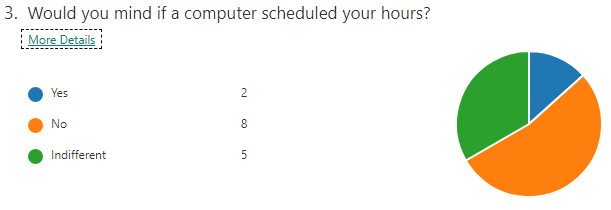 3. Would you mind if a computer scheduled your hours?
More Details
Yes 2
No 8
Indifferent 5